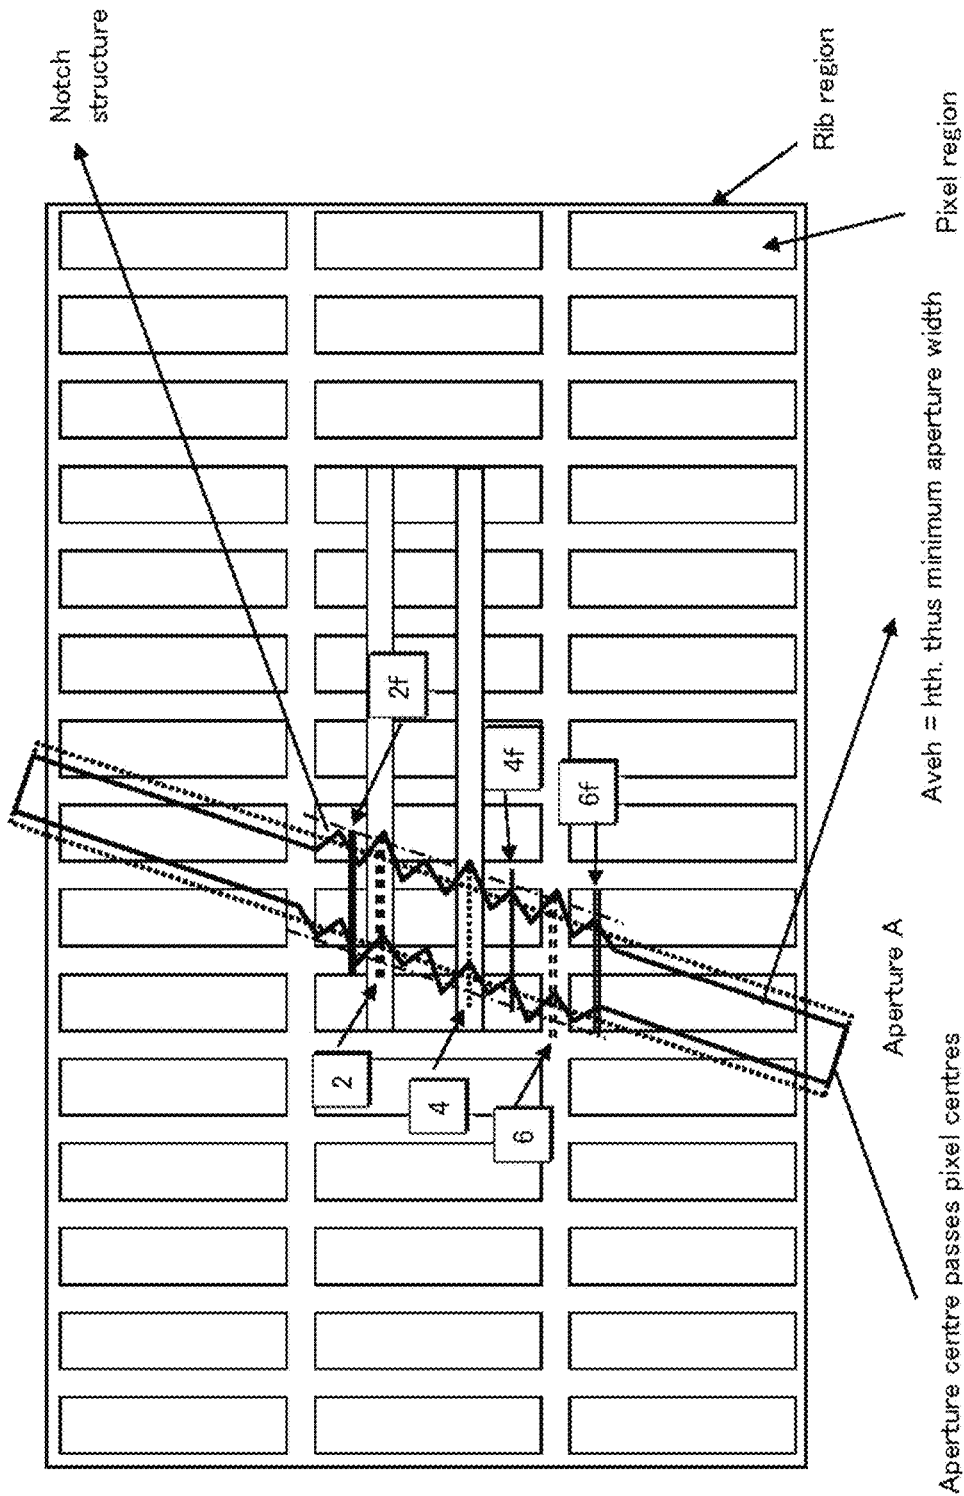 Notch
structure
Rib region
Pixel region
2f
4f
6f
2
4
6
Aveh = hth, thus minimum aperture width
Aperture A
Aperture centre passes pixel centres